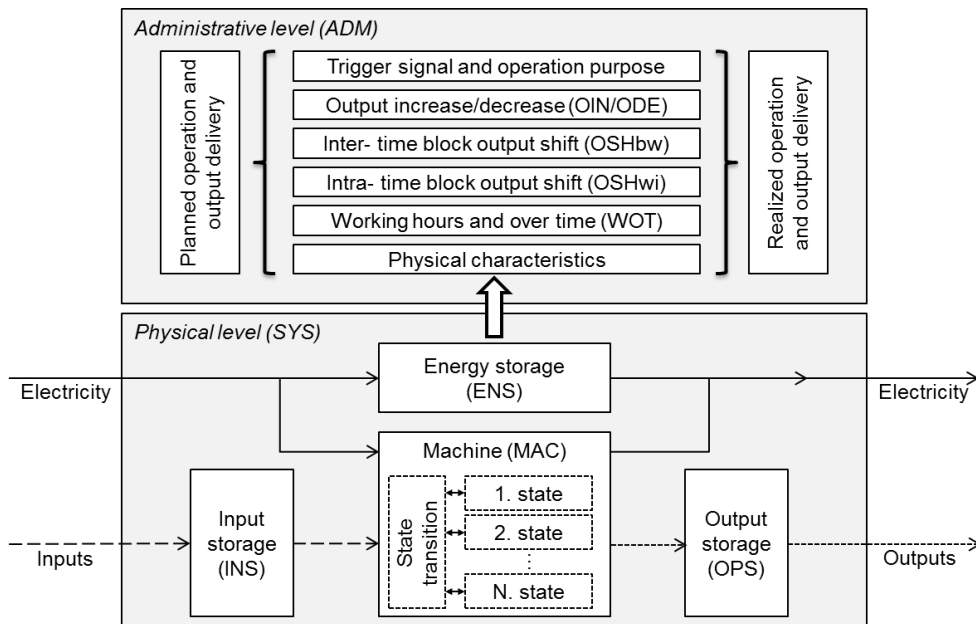 Administrative level (ADM)
Planned operation and
output delivery
Trigger signal and operation purpose
Output increase/decrease (OIN/ODE)
Inter- time block output shift (OSHbw)
Intra- time block output shift (OSHwi)
Working hours and over time (WOT)
Physical characteristics
Realized operation
and output delivery
Physical level (SYS)
Electricity
Energy storage
(ENS)
Electricity
Machine (MAC)
State
transition
1. state
2. state
⋮
N. state
Inputs
Input
storage
(INS)
Output
storage
(OPS)
Outputs